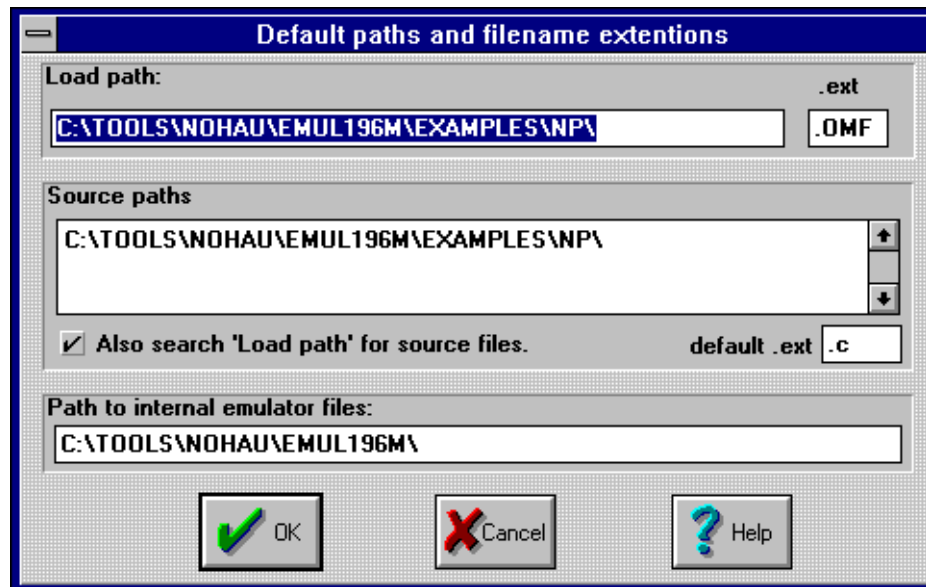 Default paths and filename extentions
Load path:
.ext
C:\TOOLS\NOHAU\EMUL196M\EXAMPLES\NP\ .OMF
Source paths
C:\TOOLS\NOHAU\EMUL196M\EXAMPLES\NP\
Also search 'Load path' for source files. default .ext .c
Path to internal emulator files:
C:\TOOLS\NOHAU\EMUL196M\
OK Cancel Help